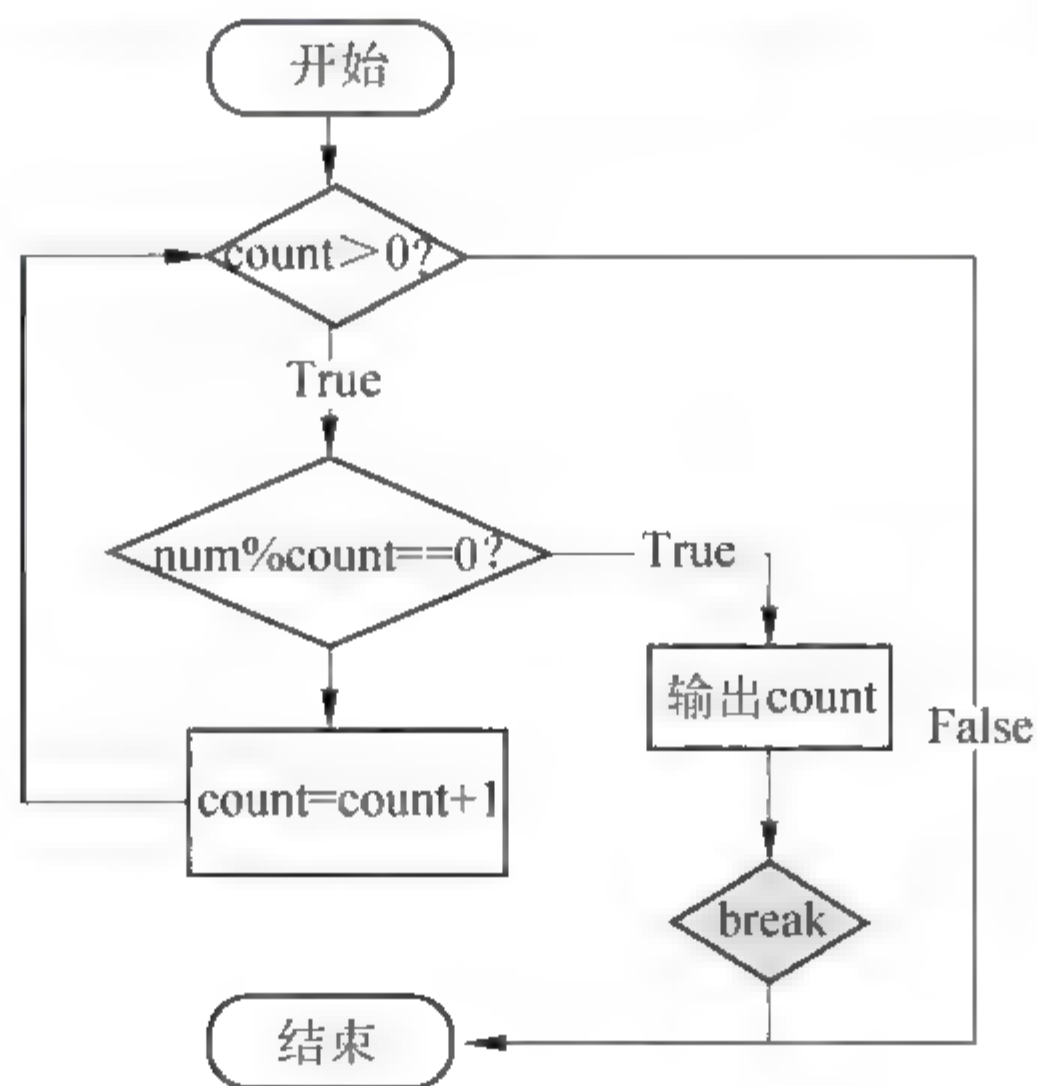 开始
count>0?
True
num%count==0?
True
输出count
False
count=count+1
break
结束